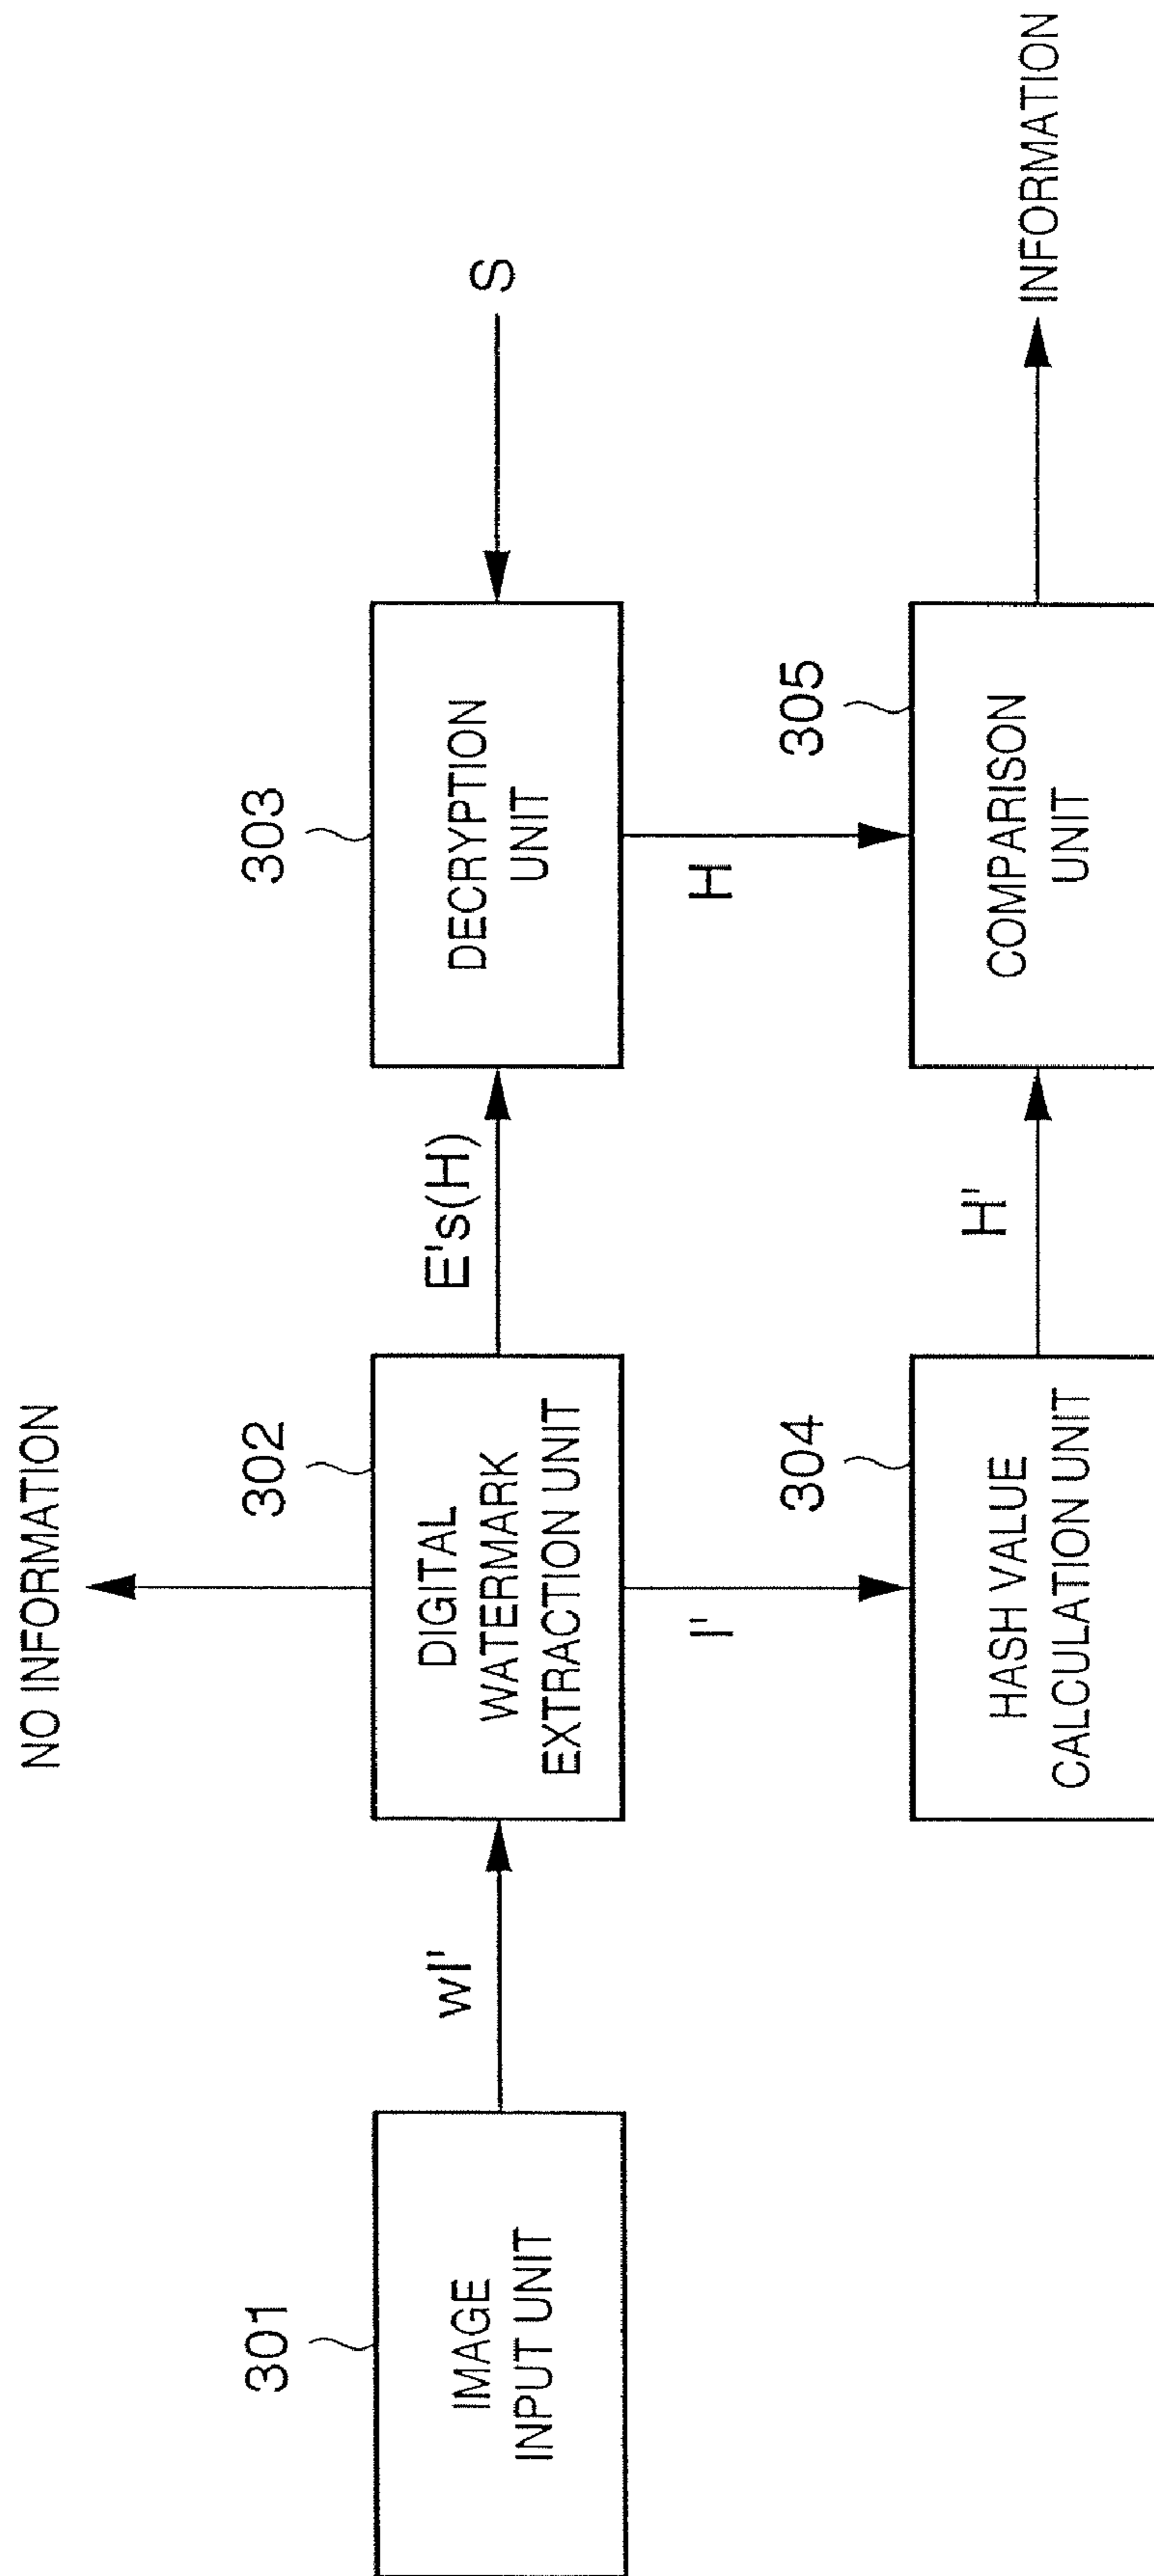 NO INFORMATION
301
302
303
IMAGE
INPUT UNIT
wI'
DIGITAL
WATERMARK
EXTRACTION UNIT
E's(H)
DECRYPTION
UNIT
S
I'
H
304
305
HASH VALUE
CALCULATION UNIT
H'
COMPARISON
UNIT
INFORMATION